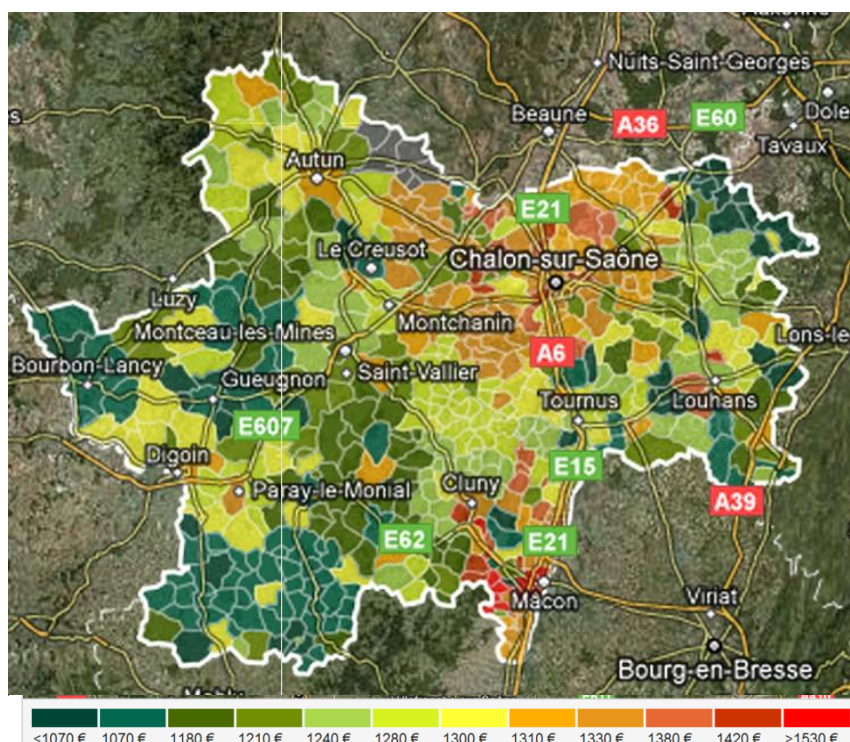 Nuits-Saint-Georges
Beaune
A36
E60
Dole
Tavaux
Autun
E21
Le Creusot
Chalon-sur-Saône
Luzy
Montceau-les-Mines
Montchanin
Lons-le
A6
Bourbon-Lancy
Gueugnon
Saint-Vallier
Tournus
Louhans
E607
Digoin
E15
Paray-le-Monial
Cluny
A39
E62
E21
Mâcon
Viriat
Bourg-en-Bresse
<1070 € 1070 € 1180 € 1210 € 1240 € 1280 € 1300 € 1310 € 1330 € 1380 € 1420 € >1530 €